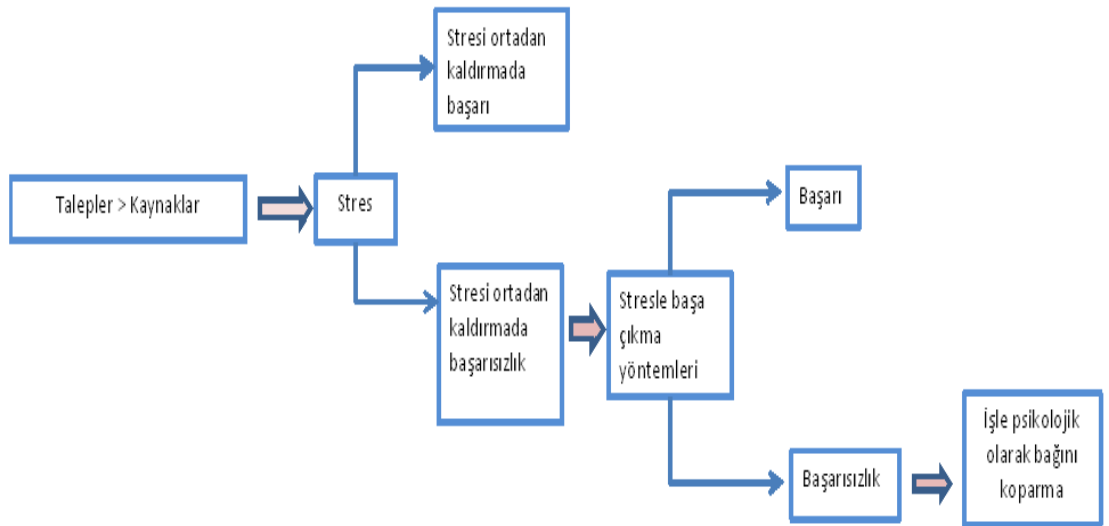 Stresi ortadan
kaldırmada
başarı
Talepler > Kaynaklar
Stres
Başarı
Stresi ortadan
kaldırmada
başarısızlık
Stresle başa
çıkma
yöntemleri
Başarısızlık
İşle psikolojik
olarak bağını
koparma